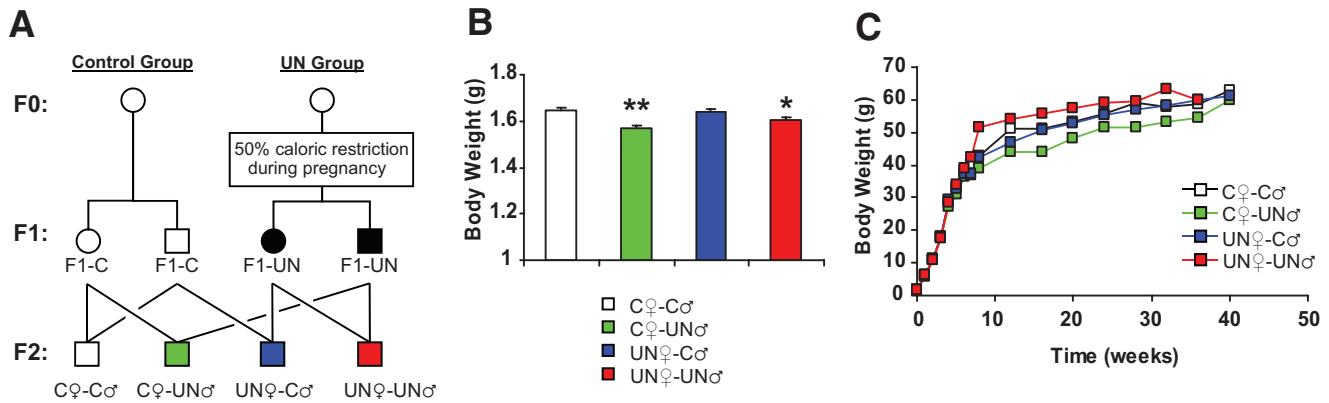 A
Control Group
UN Group
F0:
50% caloric restriction
during pregnancy
F1:
F1-C
F1-C
F1-UN
F1-UN
F2:
C♀-C♂
C♀-UN♂
UN♀-C♂
UN♀-UN♂
B
Body Weight (g)
1.8
1.6
1.4
1.2
1
**
*
C♀-C♂
C♀-UN♂
UN♀-C♂
UN♀-UN♂
C
Body Weight (g)
70
60
50
40
30
20
10
0
0 10 20 30 40 50
Time (weeks)
C♀-C♂
C♀-UN♂
UN♀-C♂
UN♀-UN♂